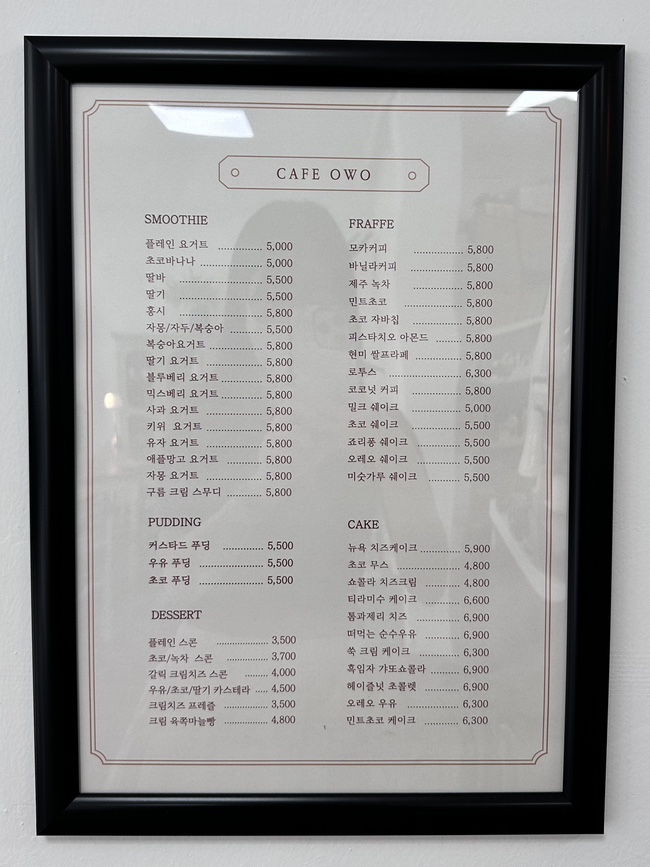 CAFE OWO
SMOOTHIE
플레인 요거트 ............... 5,000
초코바나나 ..................... 5,000
딸바 ............................ 5,500
딸기 ............................ 5,500
홍시 ............................ 5,800
자몽/자두/복숭아 ........... 5,500
복숭아요거트 .................. 5,800
딸기 요거트 ................... 5,800
블루베리 요거트 .............. 5,800
믹스베리 요거트 .............. 5,800
사과 요거트 ................... 5,800
키위 요거트 ................... 5,800
유자 요거트 ................... 5,800
애플망고 요거트 ............ 5,800
자몽 요거트 ................... 5,800
구름 크림 스무디 ............ 5,800
PUDDING
커스타드 푸딩 .............. 5,500
우유 푸딩 ...................... 5,500
초코 푸딩 ...................... 5,500
DESSERT
플레인 스콘 .................. 3,500
초코/녹차 스콘 .............. 3,700
갈릭 크림치즈 스콘 ........ 4,000
우유/초코/딸기 카스테라 ..... 4,500
크림치즈 프레즐 ............... 3,500
크림 육쪽마늘빵 .............. 4,800
FRAFFE
모카커피 ................. 5,800
바닐라커피 .................. 5,800
제주 녹차 .................... 5,800
민트초코 .................... 5,800
초코 자바칩 ................. 5,800
피스타치오 아몬드 ........ 5,800
현미 쌀프라페 ............... 5,800
로투스 .......................... 6,300
코코넛 커피 ................. 5,800
밀크 쉐이크 ................. 5,000
초코 쉐이크 .................. 5,500
죠리퐁 쉐이크 ............... 5,500
오레오 쉐이크 .............. 5,500
미숫가루 쉐이크 ............ 5,500
CAKE
뉴욕 치즈케이크 .............. 5,900
초코 무스 ..................... 4,800
쇼콜라 치즈크림 ............ 4,800
티라미수 케이크 ............ 6,600
톰과제리 치즈 ............... 6,900
떠먹는 순수우유 ............ 6,900
쑥 크림 케이크 .............. 6,300
흑임자 가또쇼콜라 .......... 6,900
헤이즐넛 초콜렛 ............ 6,900
오레오 우유 .................. 6,300
민트초코 케이크 ............ 6,300